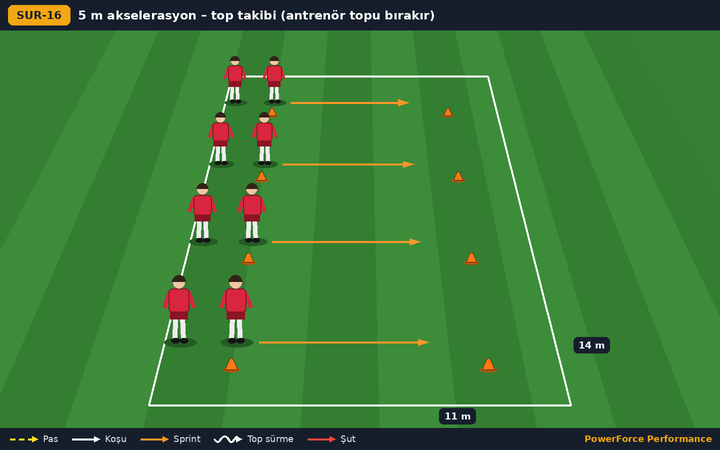 SUR-16 5 m akselerasyon – top takibi (antrenör topu bırakır)
14 m
11 m
Pas Koşu Sprint Top sürme Şut PowerForce Performance